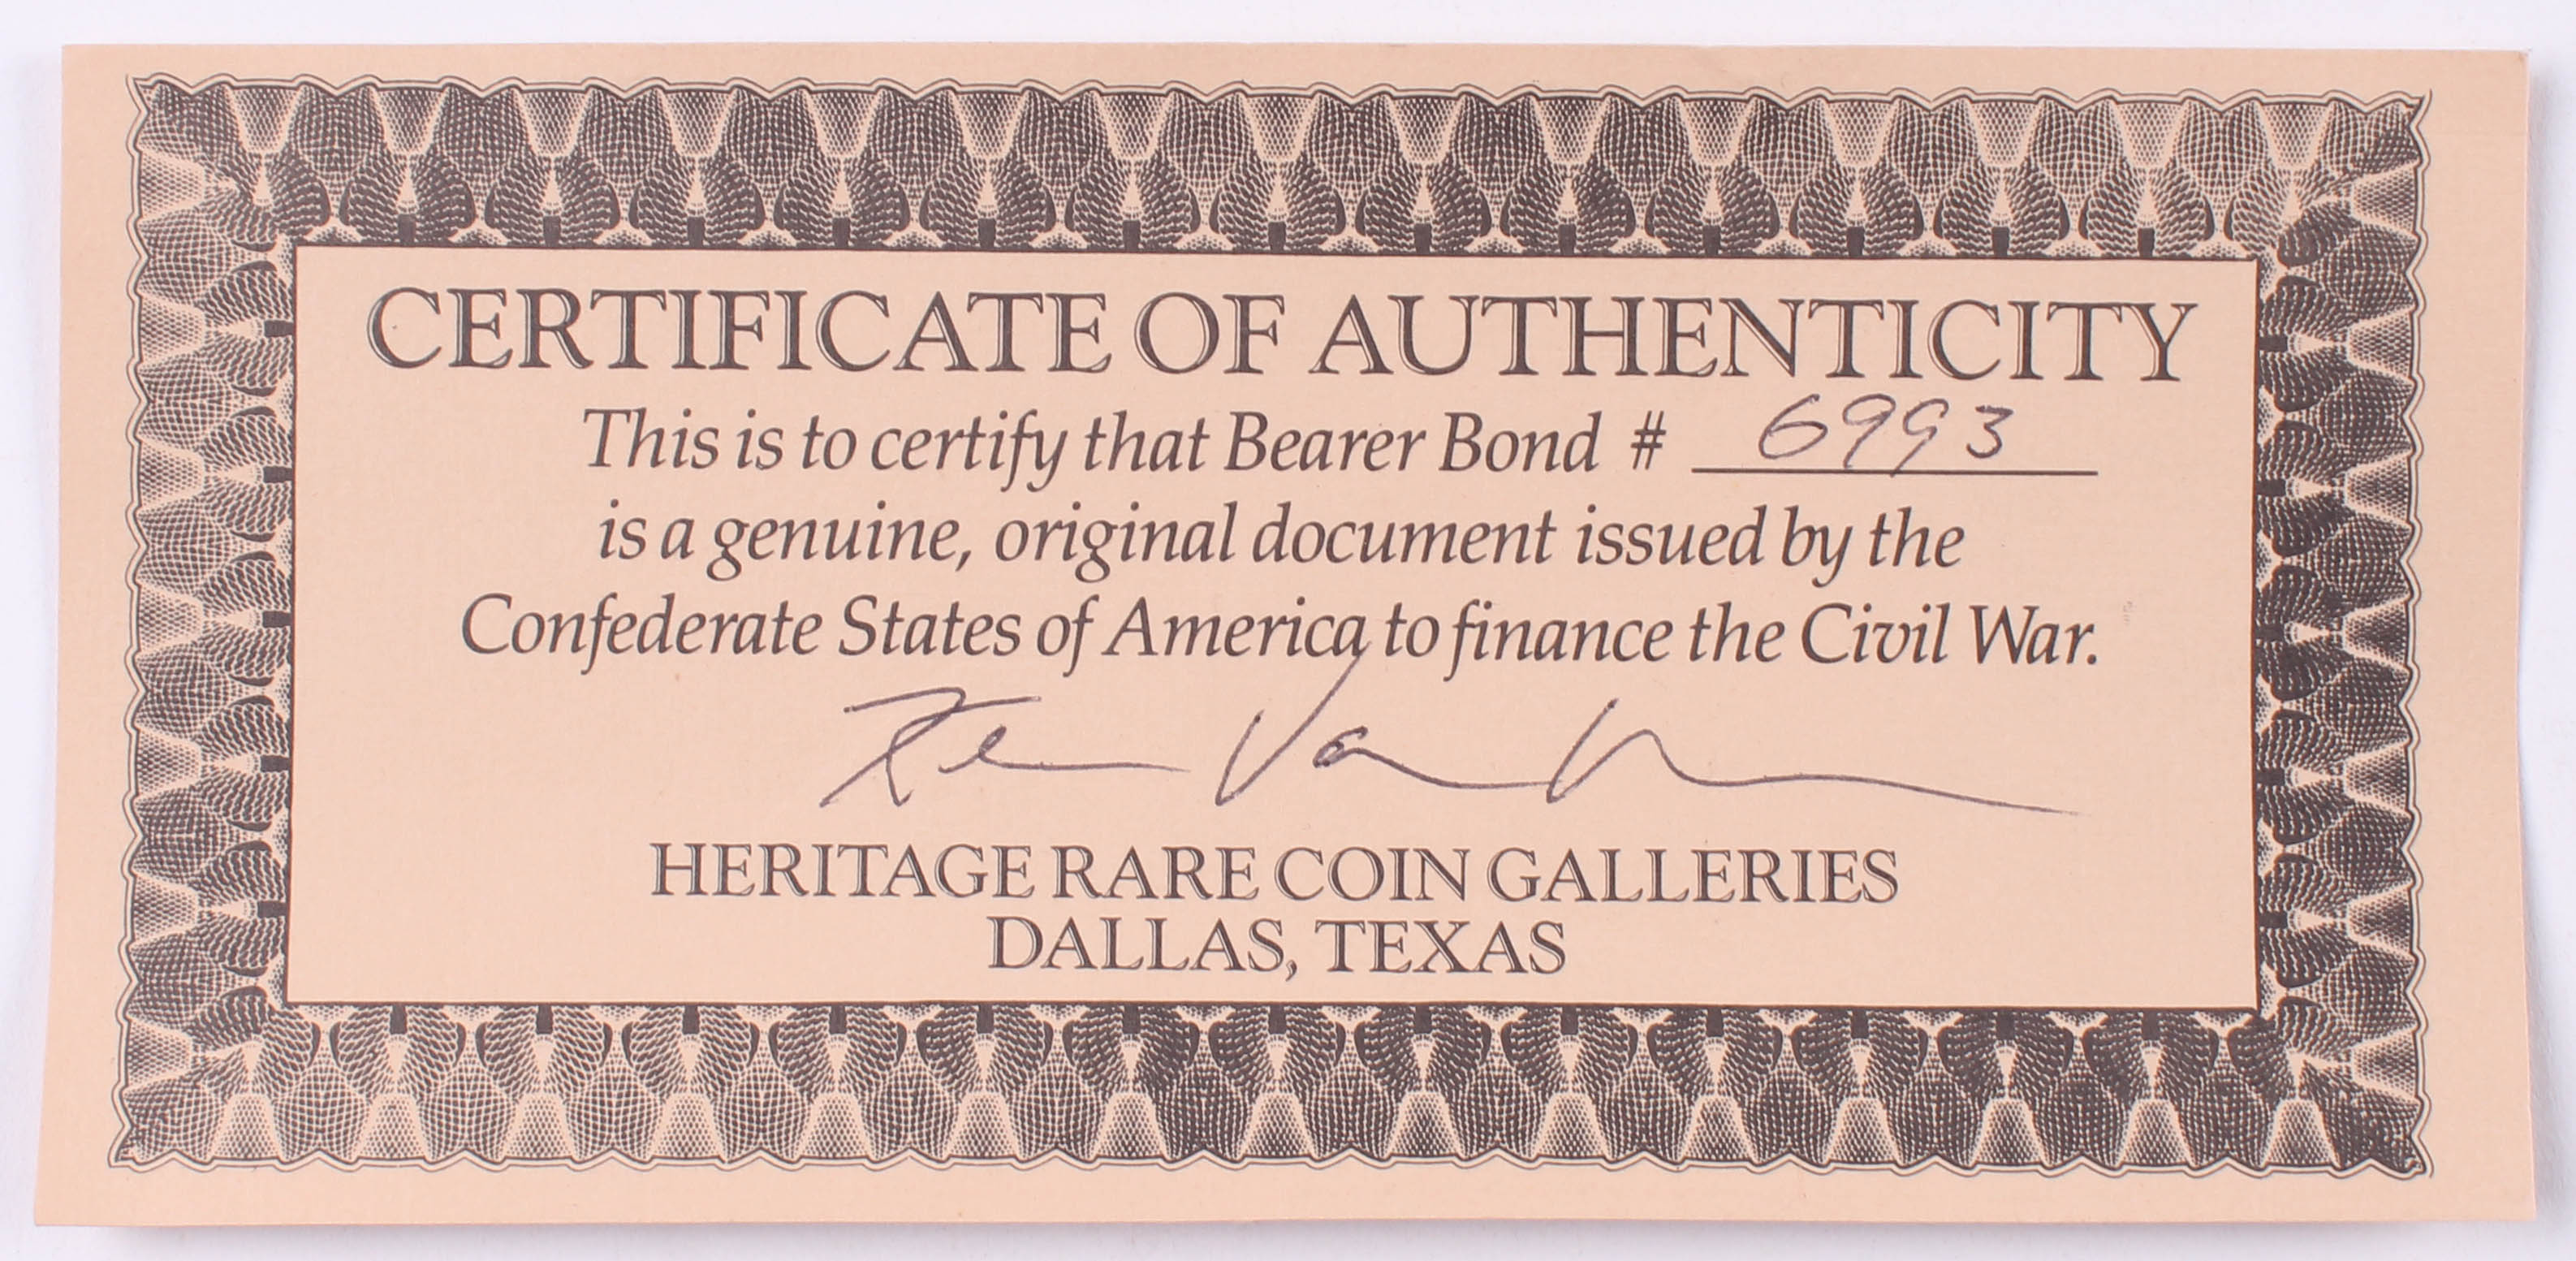 CERTIFICATE OF AUTHENTICITY
This is to certify that Bearer Bond # 6993
is a genuine, original document issued by the
Confederate States of America to finance the Civil War.
HERITAGE RARE COIN GALLERIES
DALLAS, TEXAS